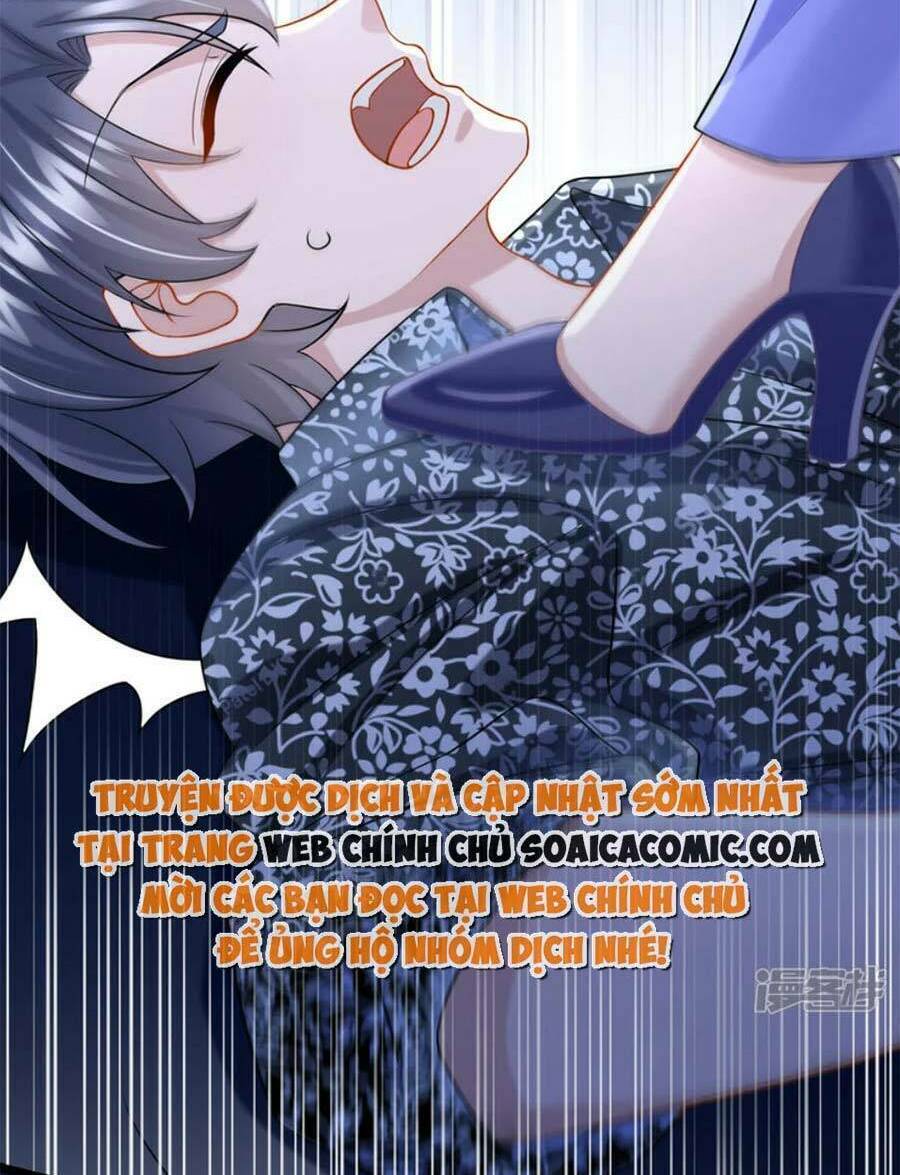 TRUYỆN ĐƯỢC DỊCH VÀ CẬP NHẬT SỚM NHẤT
TẠI TRANG WEB CHÍNH CHỦ SOAICACOMIC.COM
MỜI CÁC BẠN ĐỌC TẠI WEB CHÍNH CHỦ
ĐỂ ỦNG HỘ NHÓM DỊCH NHÉ!
漫客栈